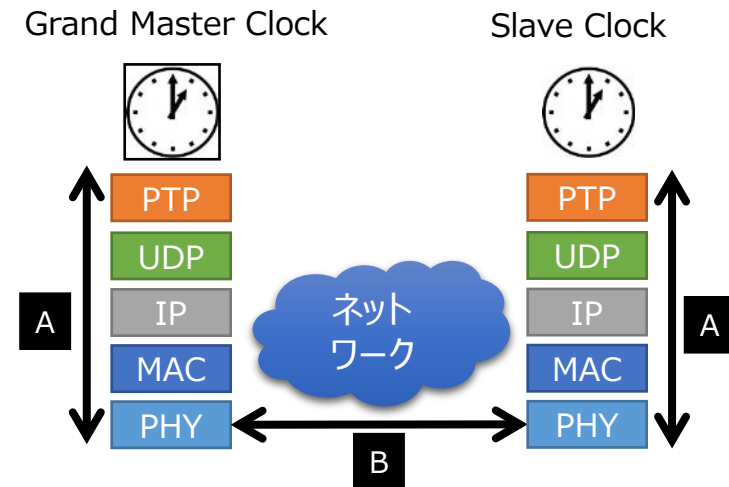 Grand Master Clock
Slave Clock
PTP
UDP
IP
MAC
PHY
A
ネット
ワーク
B
PTP
UDP
IP
MAC
PHY
A